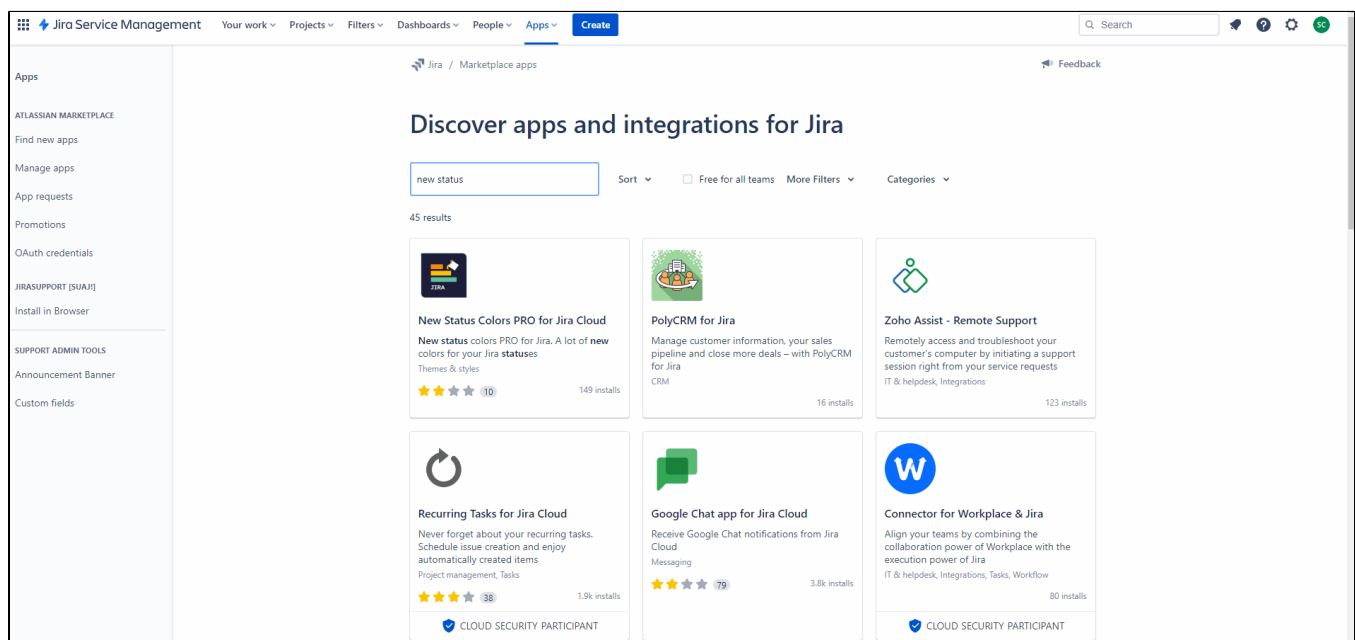 Jira Service Management Your work Projects Filters Dashboards People Apps Create Search SC
Apps
ATLASSIAN MARKETPLACE
Find new apps
Manage apps
App requests
Promotions
OAuth credentials
JIRASUPPORT [SUAJ!]
Install in Browser
SUPPORT ADMIN TOOLS
Announcement Banner
Custom fields
Jira / Marketplace apps Feedback
Discover apps and integrations for Jira
new status Sort Free for all teams More Filters Categories
45 results
JIRA
New Status Colors PRO for Jira Cloud
New status colors PRO for Jira. A lot of new
colors for your Jira statuses
Themes & styles
10 149 installs
PolyCRM for Jira
Manage customer information, your sales
pipeline and close more deals – with PolyCRM
for Jira
CRM
16 installs
Zoho Assist - Remote Support
Remotely access and troubleshoot your
customer's computer by initiating a support
session right from your service requests
IT & helpdesk, Integrations
123 installs
Recurring Tasks for Jira Cloud
Never forget about your recurring tasks.
Schedule issue creation and enjoy
automatically created items
Project management, Tasks
38 1.9k installs
CLOUD SECURITY PARTICIPANT
Google Chat app for Jira Cloud
Receive Google Chat notifications from Jira
Cloud
Messaging
79 3.8k installs
W
Connector for Workplace & Jira
Align your teams by combining the
collaboration power of Workplace with the
execution power of Jira
IT & helpdesk, Integrations, Tasks, Workflow
80 installs
CLOUD SECURITY PARTICIPANT